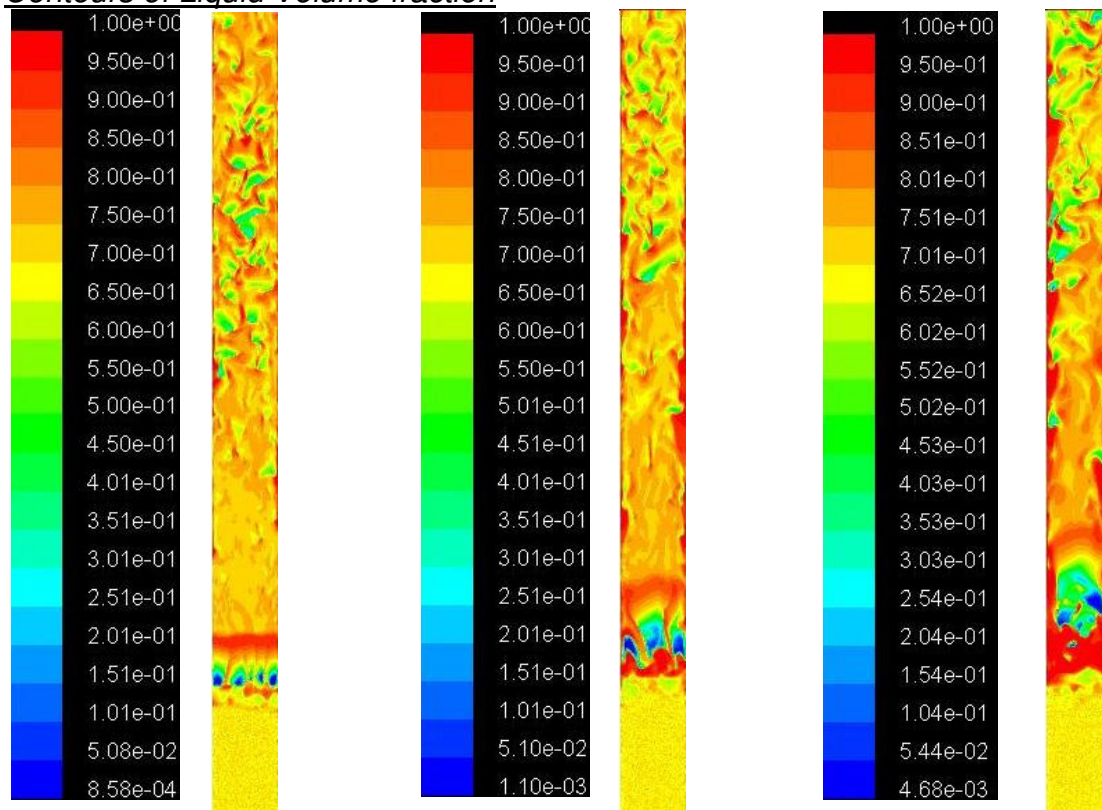 Contours of Liquid Volume fraction
1.00e+00
9.50e-01
9.00e-01
8.50e-01
8.00e-01
7.50e-01
7.00e-01
6.50e-01
6.00e-01
5.50e-01
5.00e-01
4.50e-01
4.01e-01
3.51e-01
3.01e-01
2.51e-01
2.01e-01
1.51e-01
1.01e-01
5.08e-02
8.58e-04
1.00e+00
9.50e-01
9.00e-01
8.50e-01
8.00e-01
7.50e-01
7.00e-01
6.50e-01
6.00e-01
5.50e-01
5.01e-01
4.51e-01
4.01e-01
3.51e-01
3.01e-01
2.51e-01
2.01e-01
1.51e-01
1.01e-01
5.10e-02
1.10e-03
1.00e+00
9.50e-01
9.00e-01
8.51e-01
8.01e-01
7.51e-01
7.01e-01
6.52e-01
6.02e-01
5.52e-01
5.02e-01
4.53e-01
4.03e-01
3.53e-01
3.03e-01
2.54e-01
2.04e-01
1.54e-01
1.04e-01
5.44e-02
4.68e-03